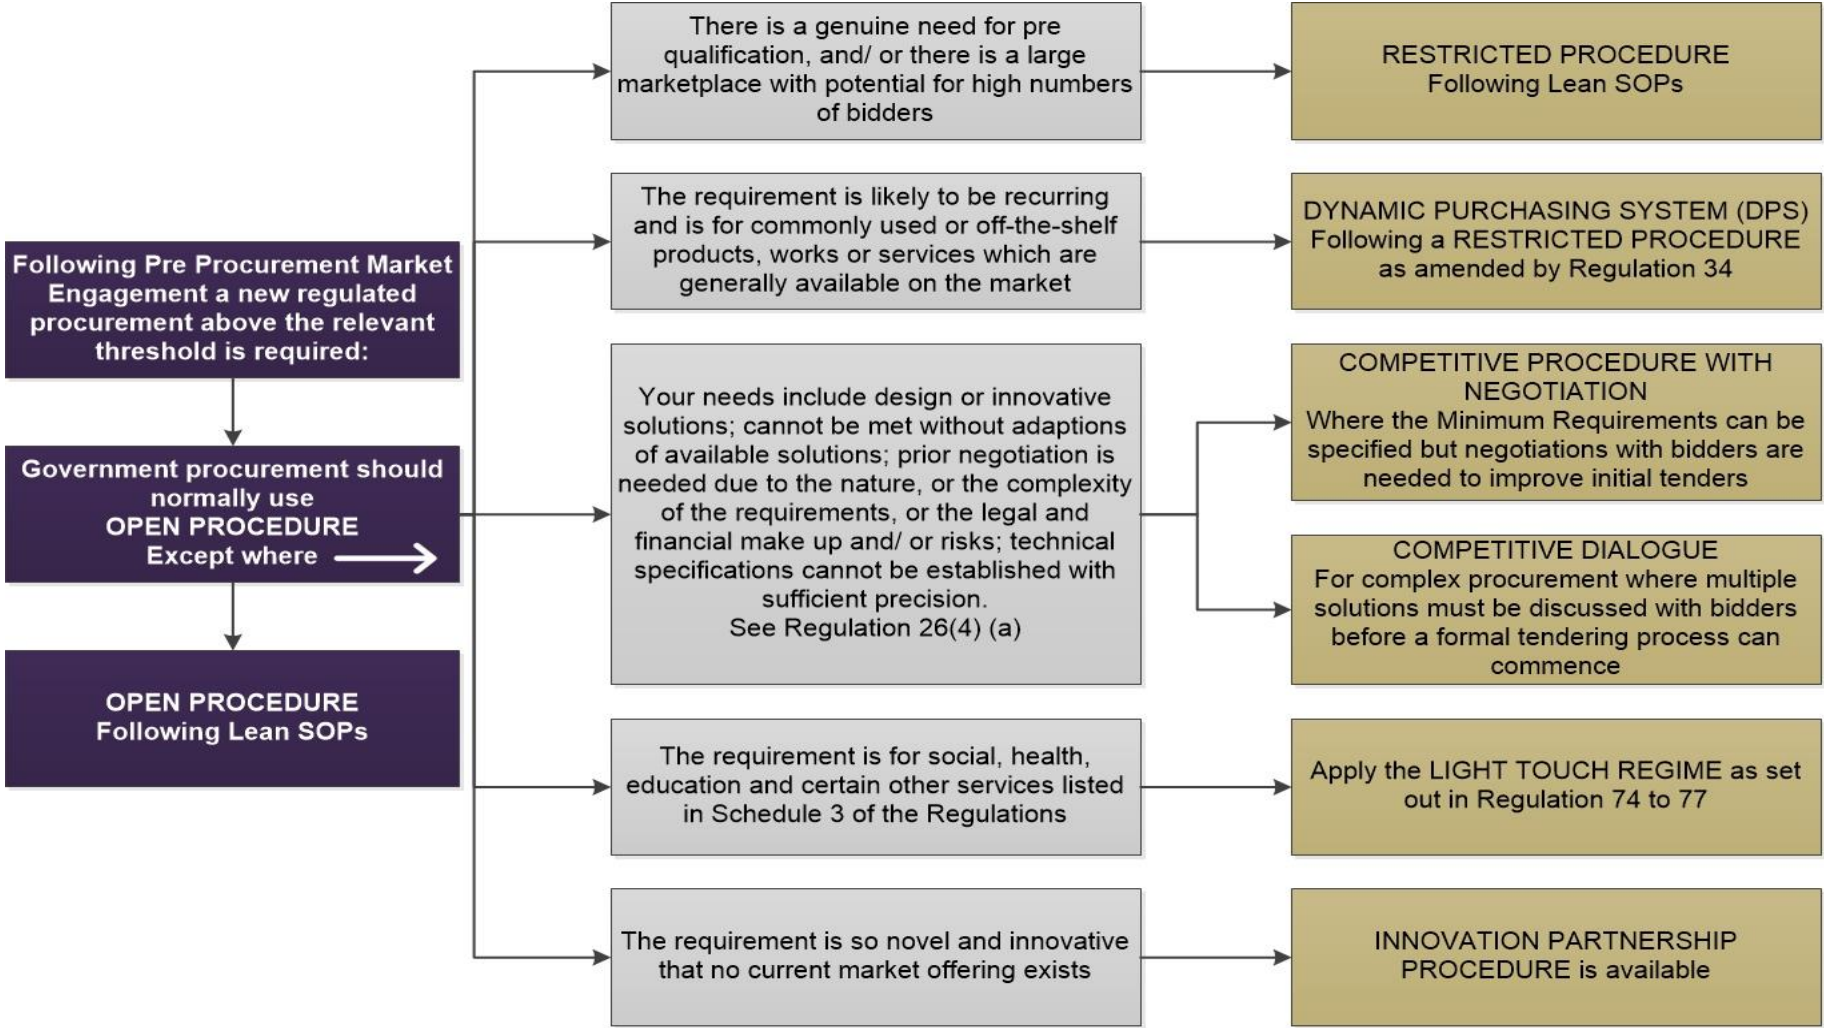 Following Pre Procurement Market
Engagement a new regulated
procurement above the relevant
threshold is required:
Government procurement should
normally use
OPEN PROCEDURE
Except where
OPEN PROCEDURE
Following Lean SOPs
There is a genuine need for pre
qualification, and/ or there is a large
marketplace with potential for high numbers
of bidders
RESTRICTED PROCEDURE
Following Lean SOPs
The requirement is likely to be recurring
and is for commonly used or off-the-shelf
products, works or services which are
generally available on the market
DYNAMIC PURCHASING SYSTEM (DPS)
Following a RESTRICTED PROCEDURE
as amended by Regulation 34
Your needs include design or innovative
solutions; cannot be met without adaptions
of available solutions; prior negotiation is
needed due to the nature, or the complexity
of the requirements, or the legal and
financial make up and/ or risks; technical
specifications cannot be established with
sufficient precision.
See Regulation 26(4) (a)
COMPETITIVE PROCEDURE WITH
NEGOTIATION
Where the Minimum Requirements can be
specified but negotiations with bidders are
needed to improve initial tenders
COMPETITIVE DIALOGUE
For complex procurement where multiple
solutions must be discussed with bidders
before a formal tendering process can
commence
The requirement is for social, health,
education and certain other services listed
in Schedule 3 of the Regulations
Apply the LIGHT TOUCH REGIME as set
out in Regulation 74 to 77
The requirement is so novel and innovative
that no current market offering exists
INNOVATION PARTNERSHIP
PROCEDURE is available